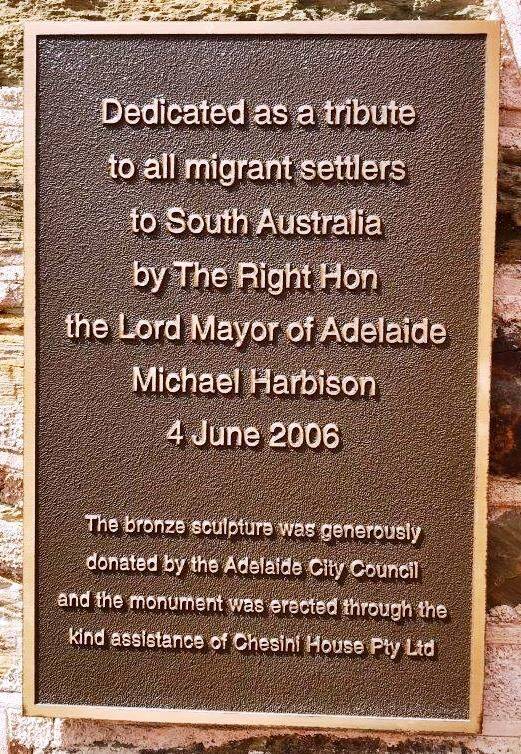 Dedicated as a tribute
to all migrant settlers
to South Australia
by The Right Hon
the Lord Mayor of Adelaide
Michael Harbison
4 June 2006
The bronze sculpture was generously
donated by the Adelaide City Council
and the monument was erected through the
kind assistance of Chesini House Pty Ltd